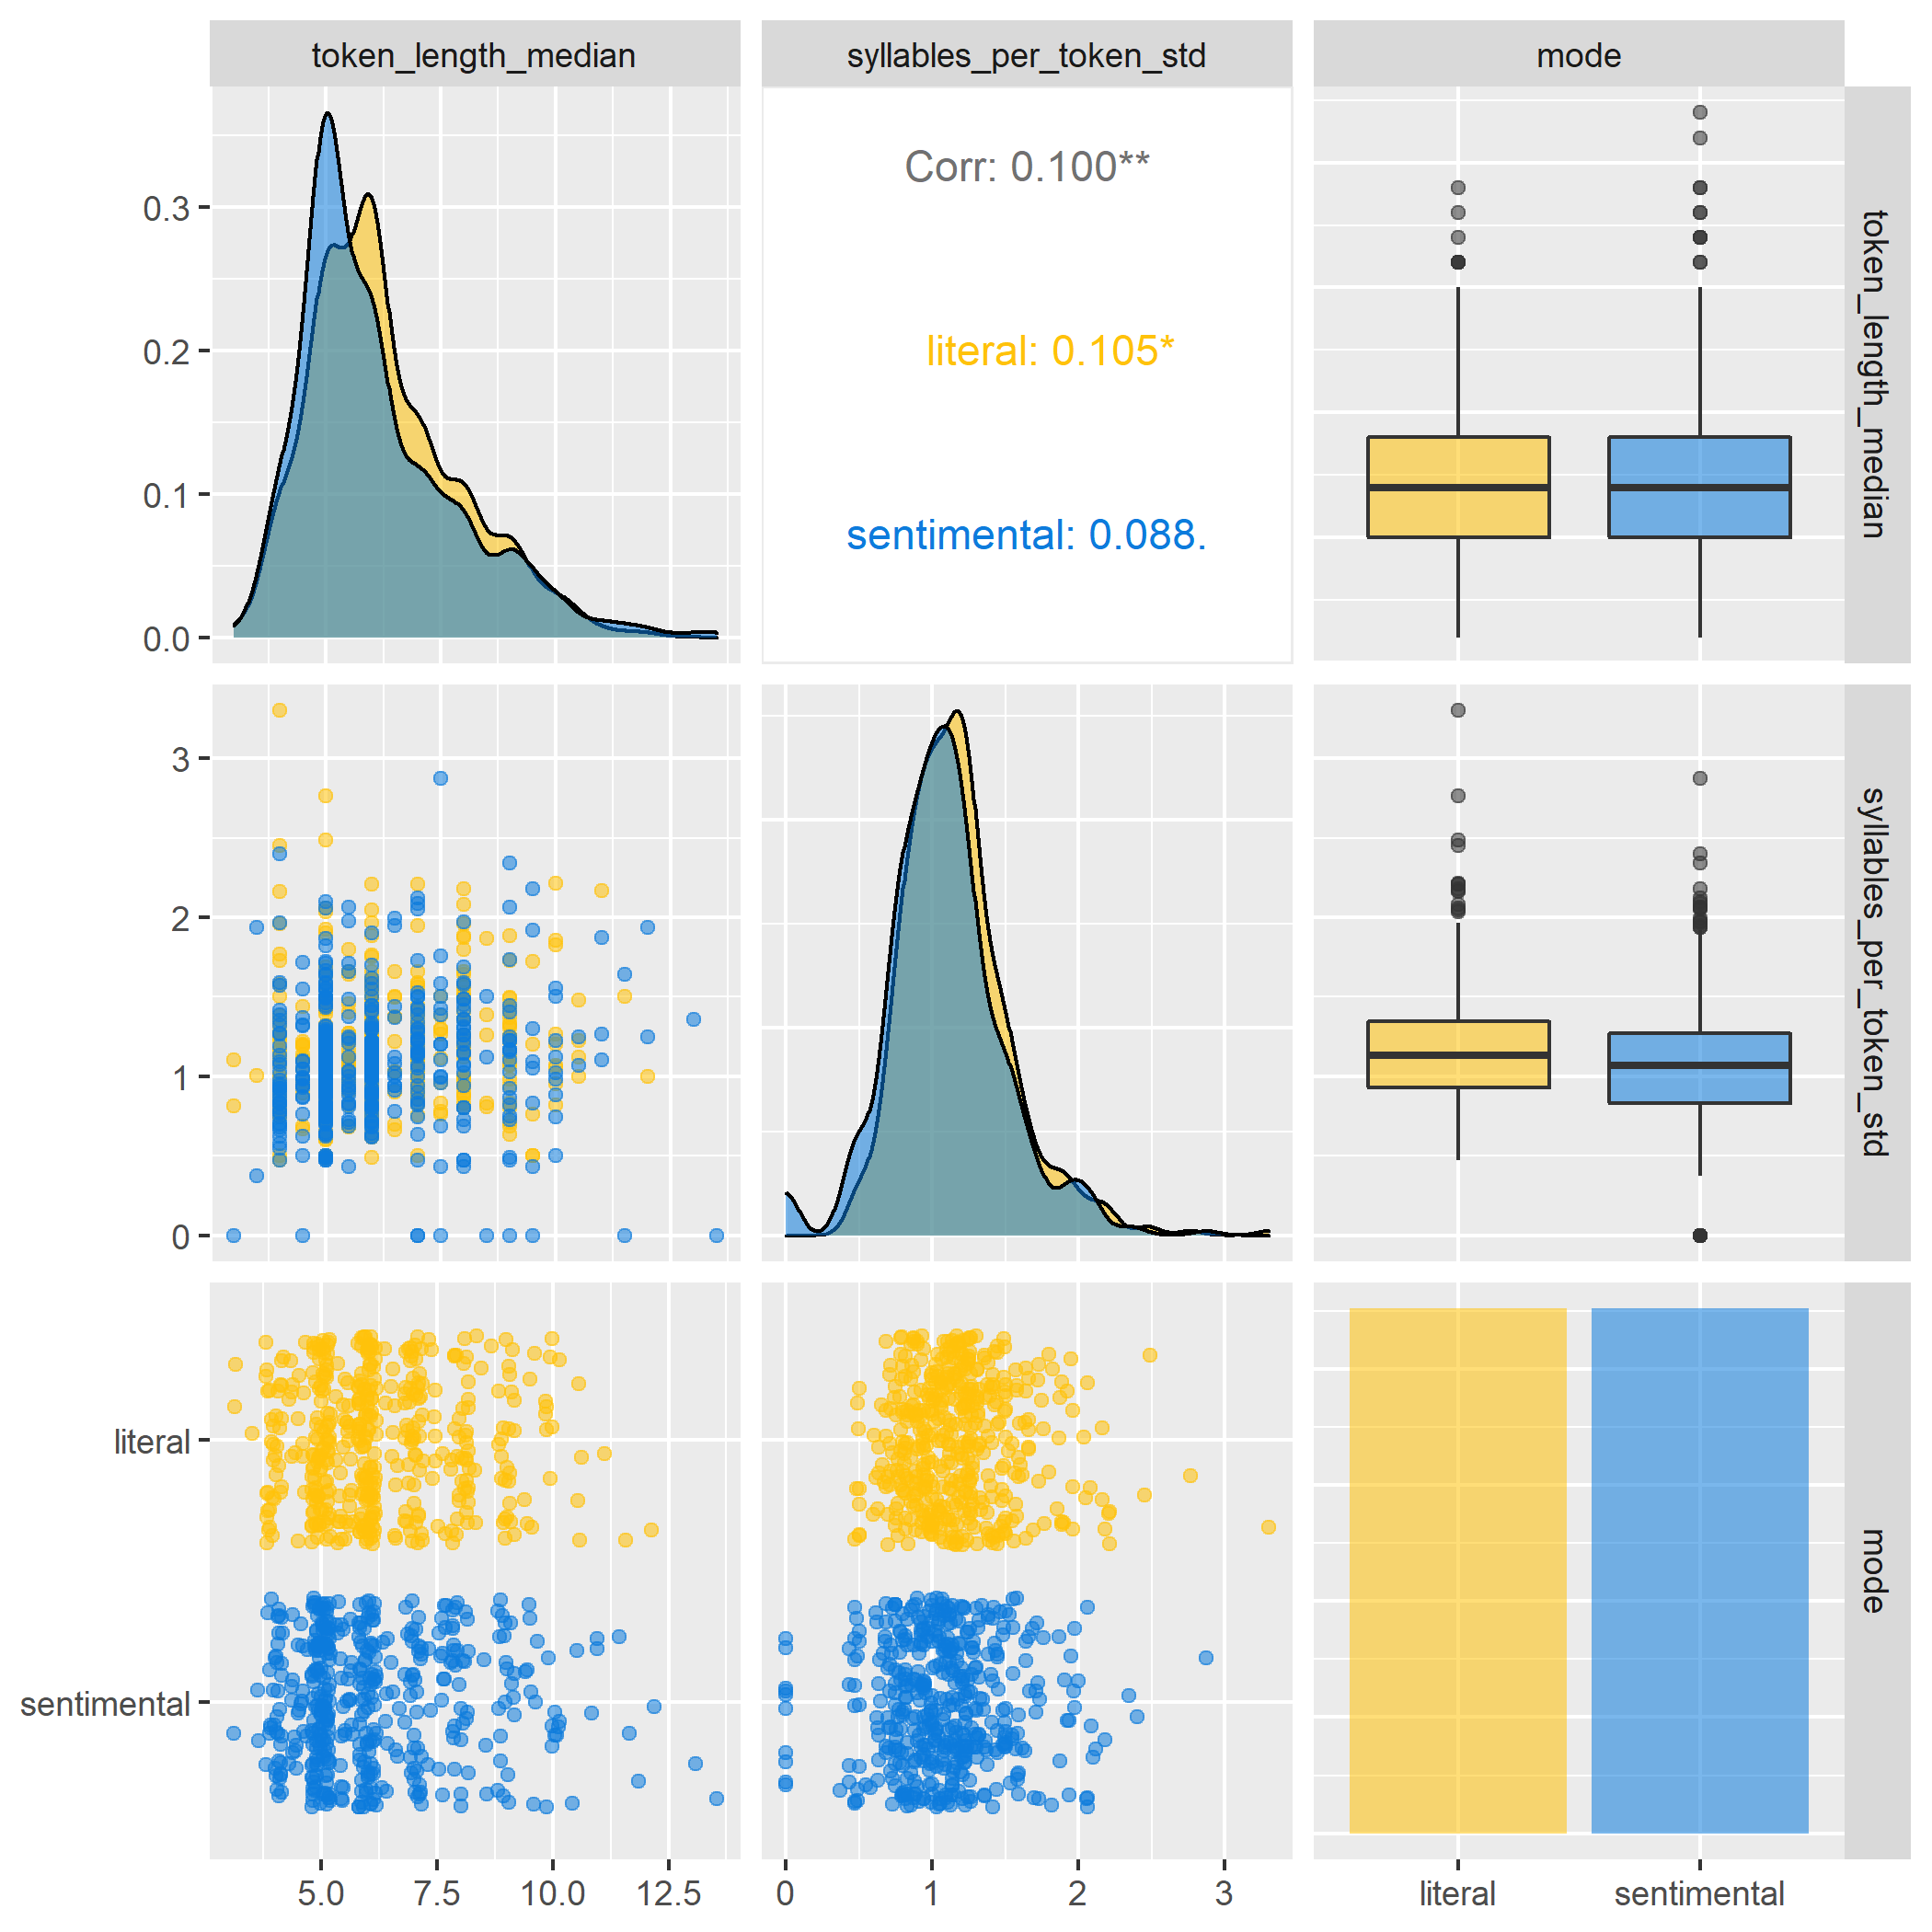 token_length_median syllables_per_token_std mode
Corr: 0.100**
literal: 0.105*
sentimental: 0.088.
0.3
0.2
0.1
0.0
token_length_median
3
2
1
0
syllables_per_token_std
literal
sentimental
mode
5.0 7.5 10.0 12.5 0 1 2 3 literal sentimental